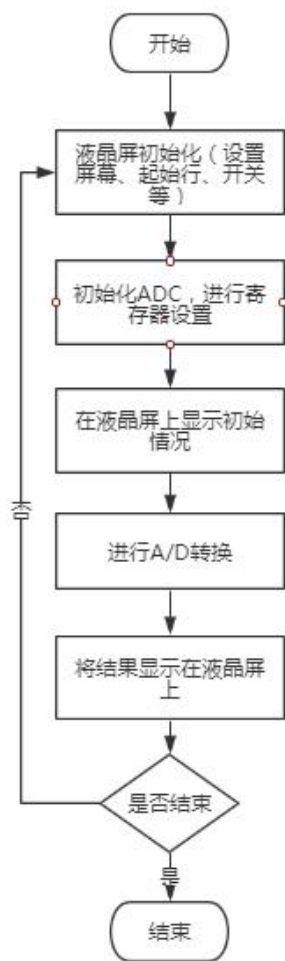 开始
液晶屏初始化（设置
屏幕、起始行、开关
等）
初始化ADC，进行寄
存器设置
在液晶屏上显示初始
情况
进行A/D转换
否
将结果显示在液晶屏
上
是否结束
是
结束